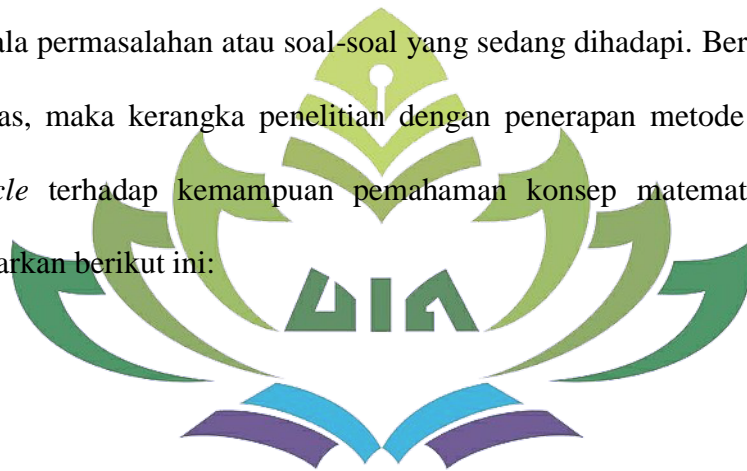 ala permasalahan atau soal-soal yang sedang dihadapi. Ber
as, maka kerangka penelitian dengan penerapan metode
cle terhadap kemampuan pemahaman konsep matemat
arkan berikut ini: